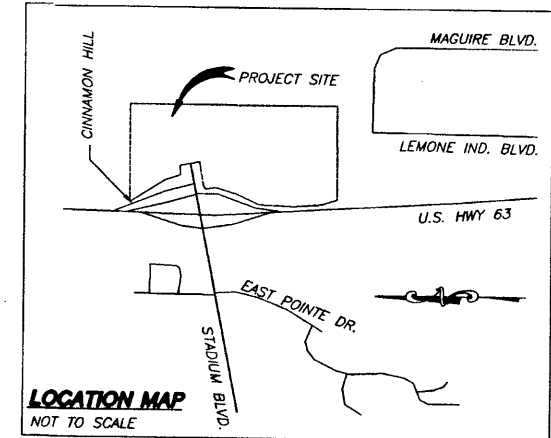 MAGUIRE BLVD.
CINNAMON HILL
PROJECT SITE
LEMONE IND. BLVD.
U.S. HWY 63
EAST POINTE DR.
STADIUM BLVD.
LOCATION MAP
NOT TO SCALE